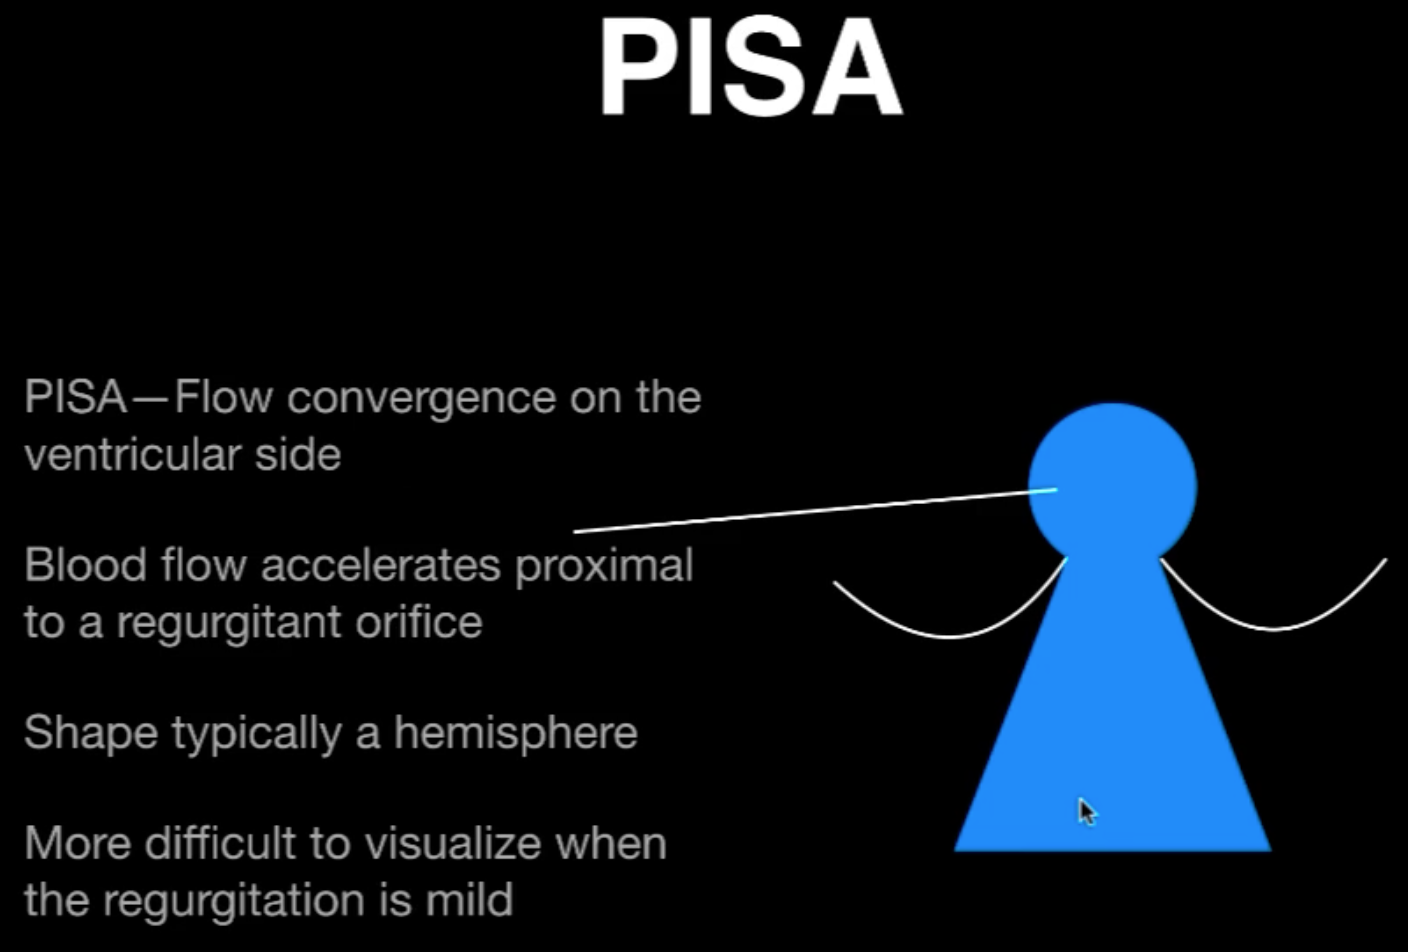 PISA
PISA—Flow convergence on the
ventricular side
Blood flow accelerates proximal
to a regurgitant orifice
Shape typically a hemisphere
More difficult to visualize when
the regurgitation is mild